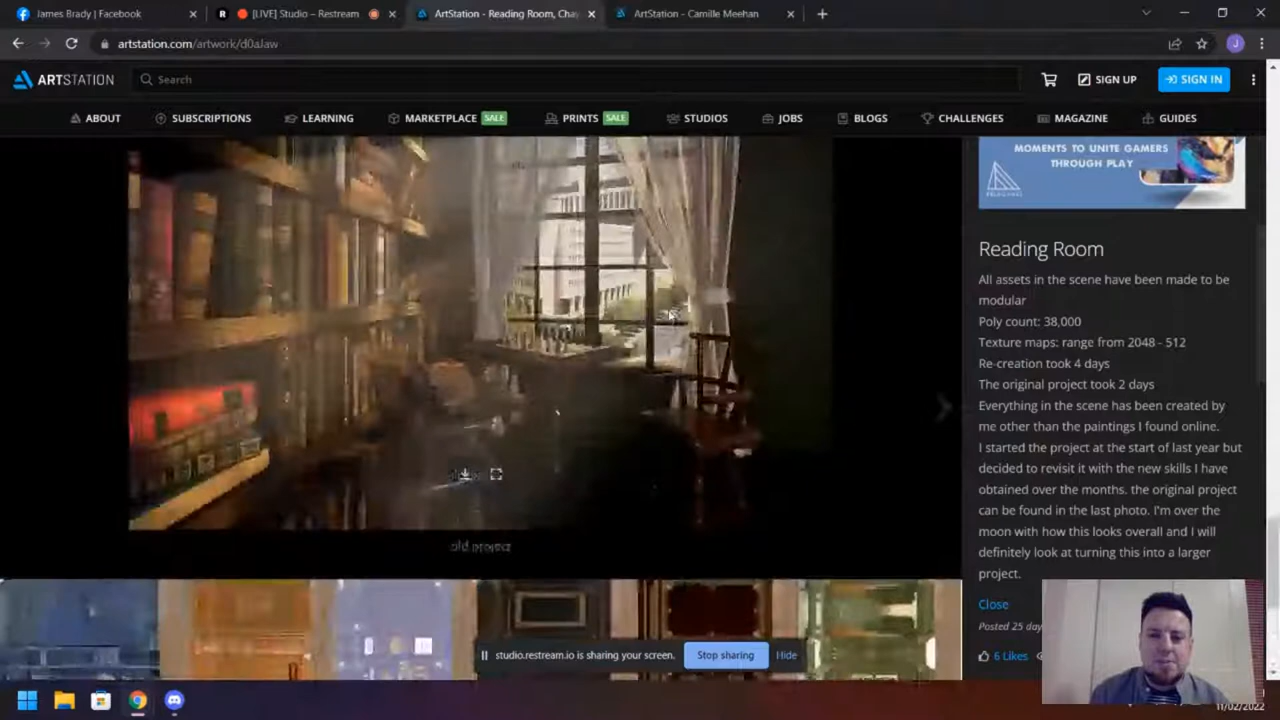 James Brady | Facebook
[LIVE] Studio – Restream
ArtStation - Reading Room, Cha
ArtStation - Camille Meehan
artstation.com/artwork/d0aJaw
ARTSTATION
Search
SIGN UP
SIGN IN
ABOUT
SUBSCRIPTIONS
LEARNING
MARKETPLACE SALE
PRINTS SALE
STUDIOS
JOBS
BLOGS
CHALLENGES
MAGAZINE
GUIDES
MOMENTS TO UNITE GAMERS
THROUGH PLAY
Reading Room
All assets in the scene have been made to be
modular
Poly count: 38,000
Texture maps: range from 2048 - 512
Re-creation took 4 days
The original project took 2 days
Everything in the scene has been created by
me other than the paintings I found online.
I started the project at the start of last year but
decided to revisit it with the new skills I have
obtained over the months. the original project
can be found in the last photo. I'm over the
moon with how this looks overall and I will
definitely look at turning this into a larger
project.
Close
Posted 25 day
6 Likes
old project
studio.restream.io is sharing your screen.
Stop sharing
Hide
11/02/2022